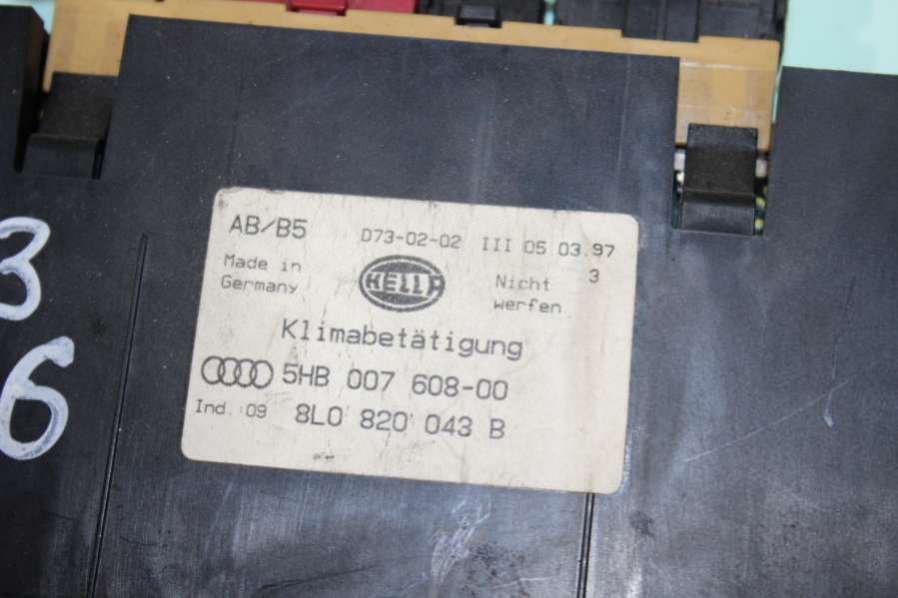 AB/B5 D73-02-02 III 05 03.97
3
Made in
Germany
HELLA
Nicht
werfen
Klimabetätigung
5HB 007 608-00
Ind.:09 8L0 820 043 B
3
6